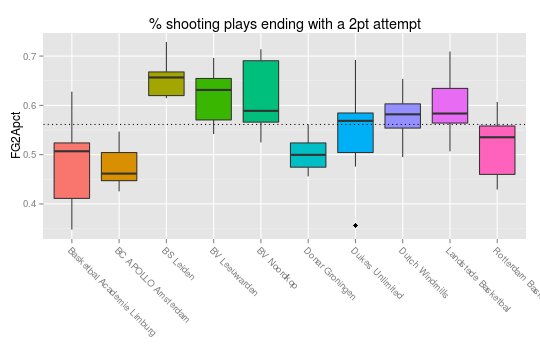 % shooting plays ending with a 2pt attempt
FG2Apct
0.7
0.6
0.5
0.4
Basketbal Academie Limburg
BC APOLLO Amsterdam
BS Leiden
BV Leeuwarden
BV Noordkop
Donar Groningen
Dukes Unlimited
Dutch Windmills
Landstede Basketbal
Rotterdam Bas